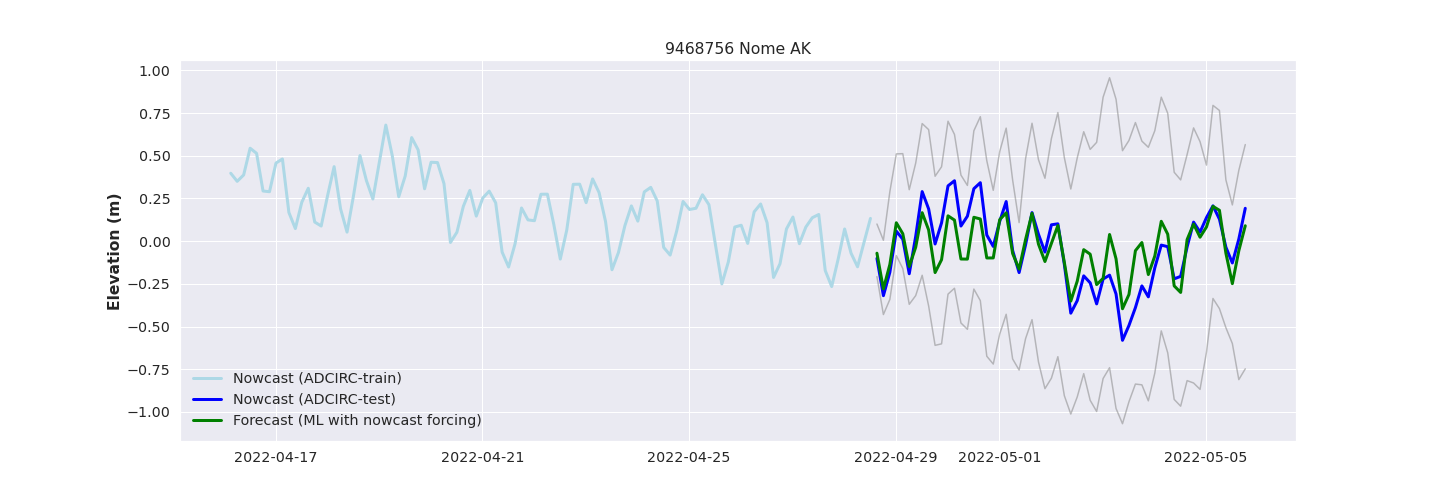 9468756 Nome AK
1.00
0.75
0.50
0.25
0.00
−0.25
−0.50
−0.75
−1.00
Elevation (m)
Nowcast (ADCIRC-train)
Nowcast (ADCIRC-test)
Forecast (ML with nowcast forcing)
2022-04-17 2022-04-21 2022-04-25 2022-04-29 2022-05-01 2022-05-05